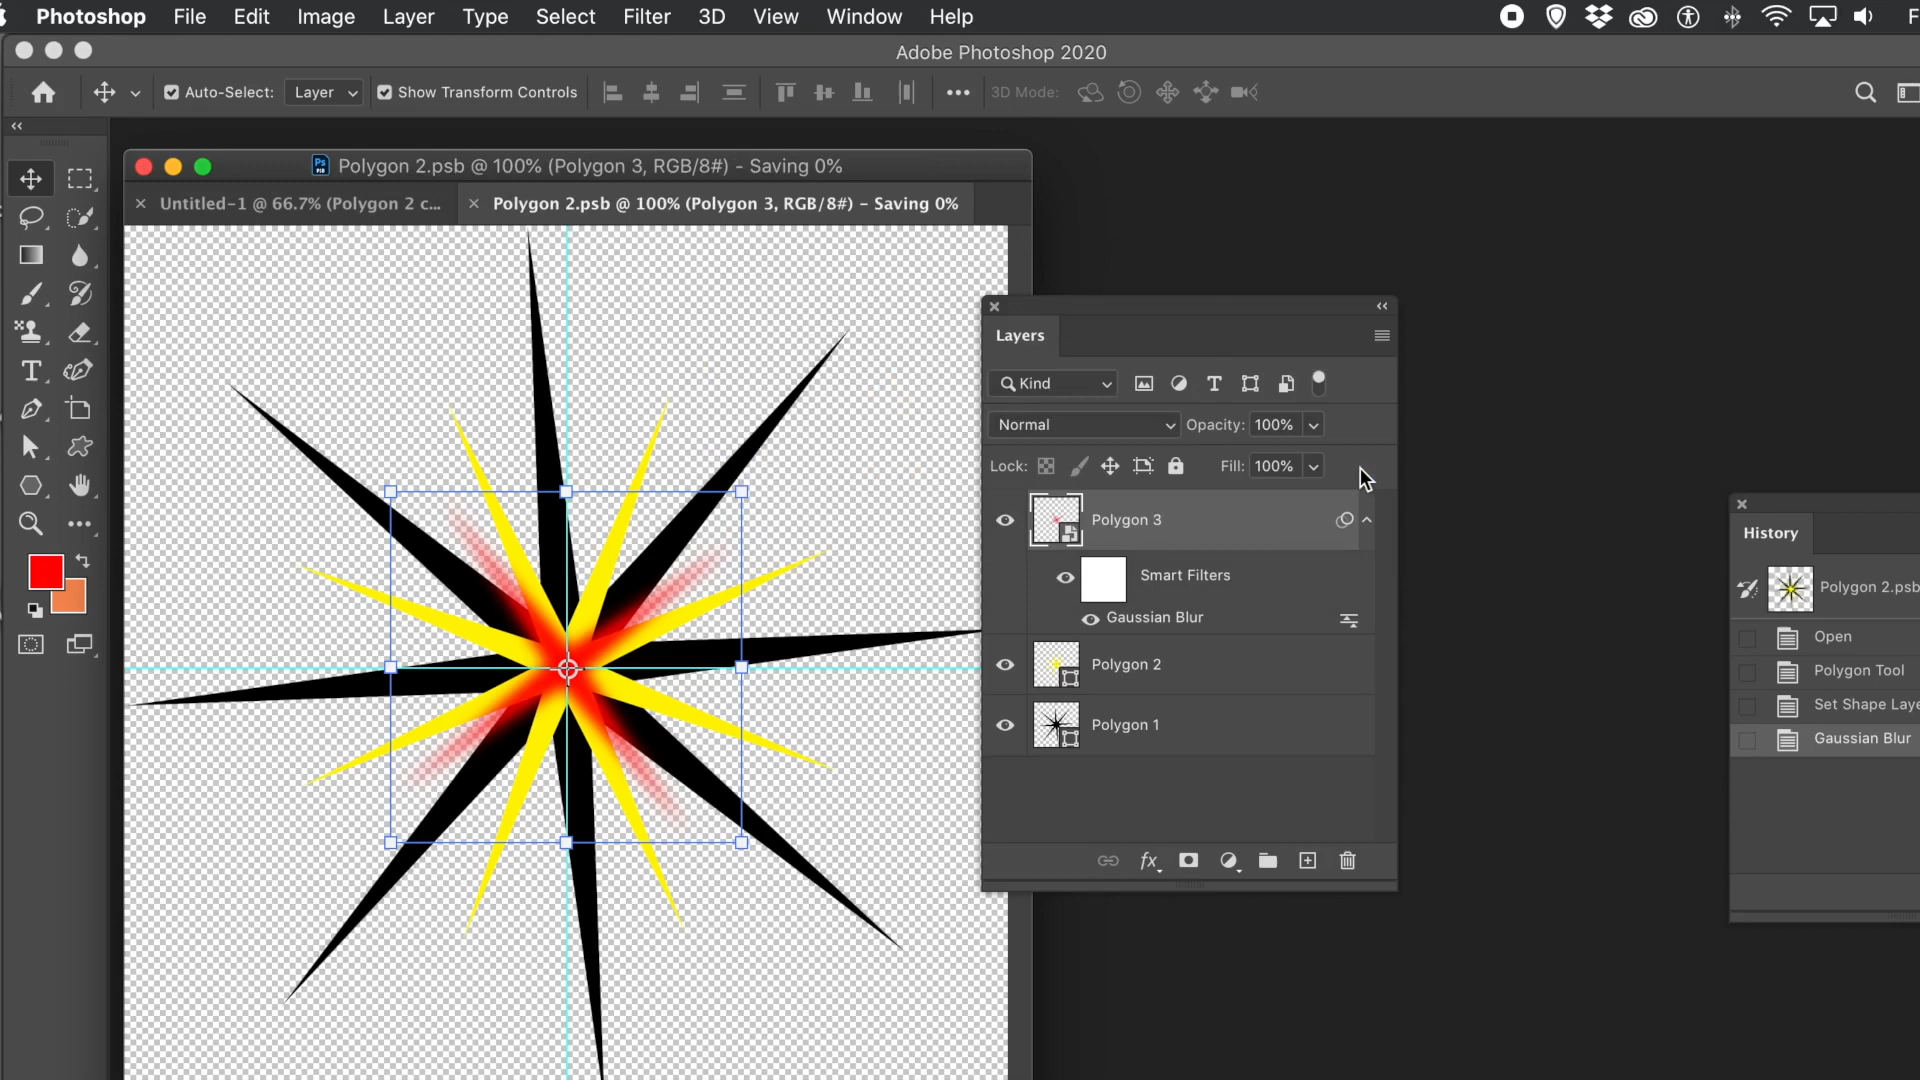 Photoshop File Edit Image Layer Type Select Filter 3D View Window Help
Adobe Photoshop 2020
Auto-Select: Layer Show Transform Controls 3D Mode:
Ps Polygon 2.psb @ 100% (Polygon 3, RGB/8#) - Saving 0%
Untitled-1 @ 66.7% (Polygon 2 c... Polygon 2.psb @ 100% (Polygon 3, RGB/8#) - Saving 0%
Layers
Kind
Normal Opacity: 100%
Lock: Fill: 100%
Polygon 3
Smart Filters
Gaussian Blur
Polygon 2
Polygon 1
fx
History
Polygon 2.psb
Open
Polygon Tool
Set Shape Laye
Gaussian Blur